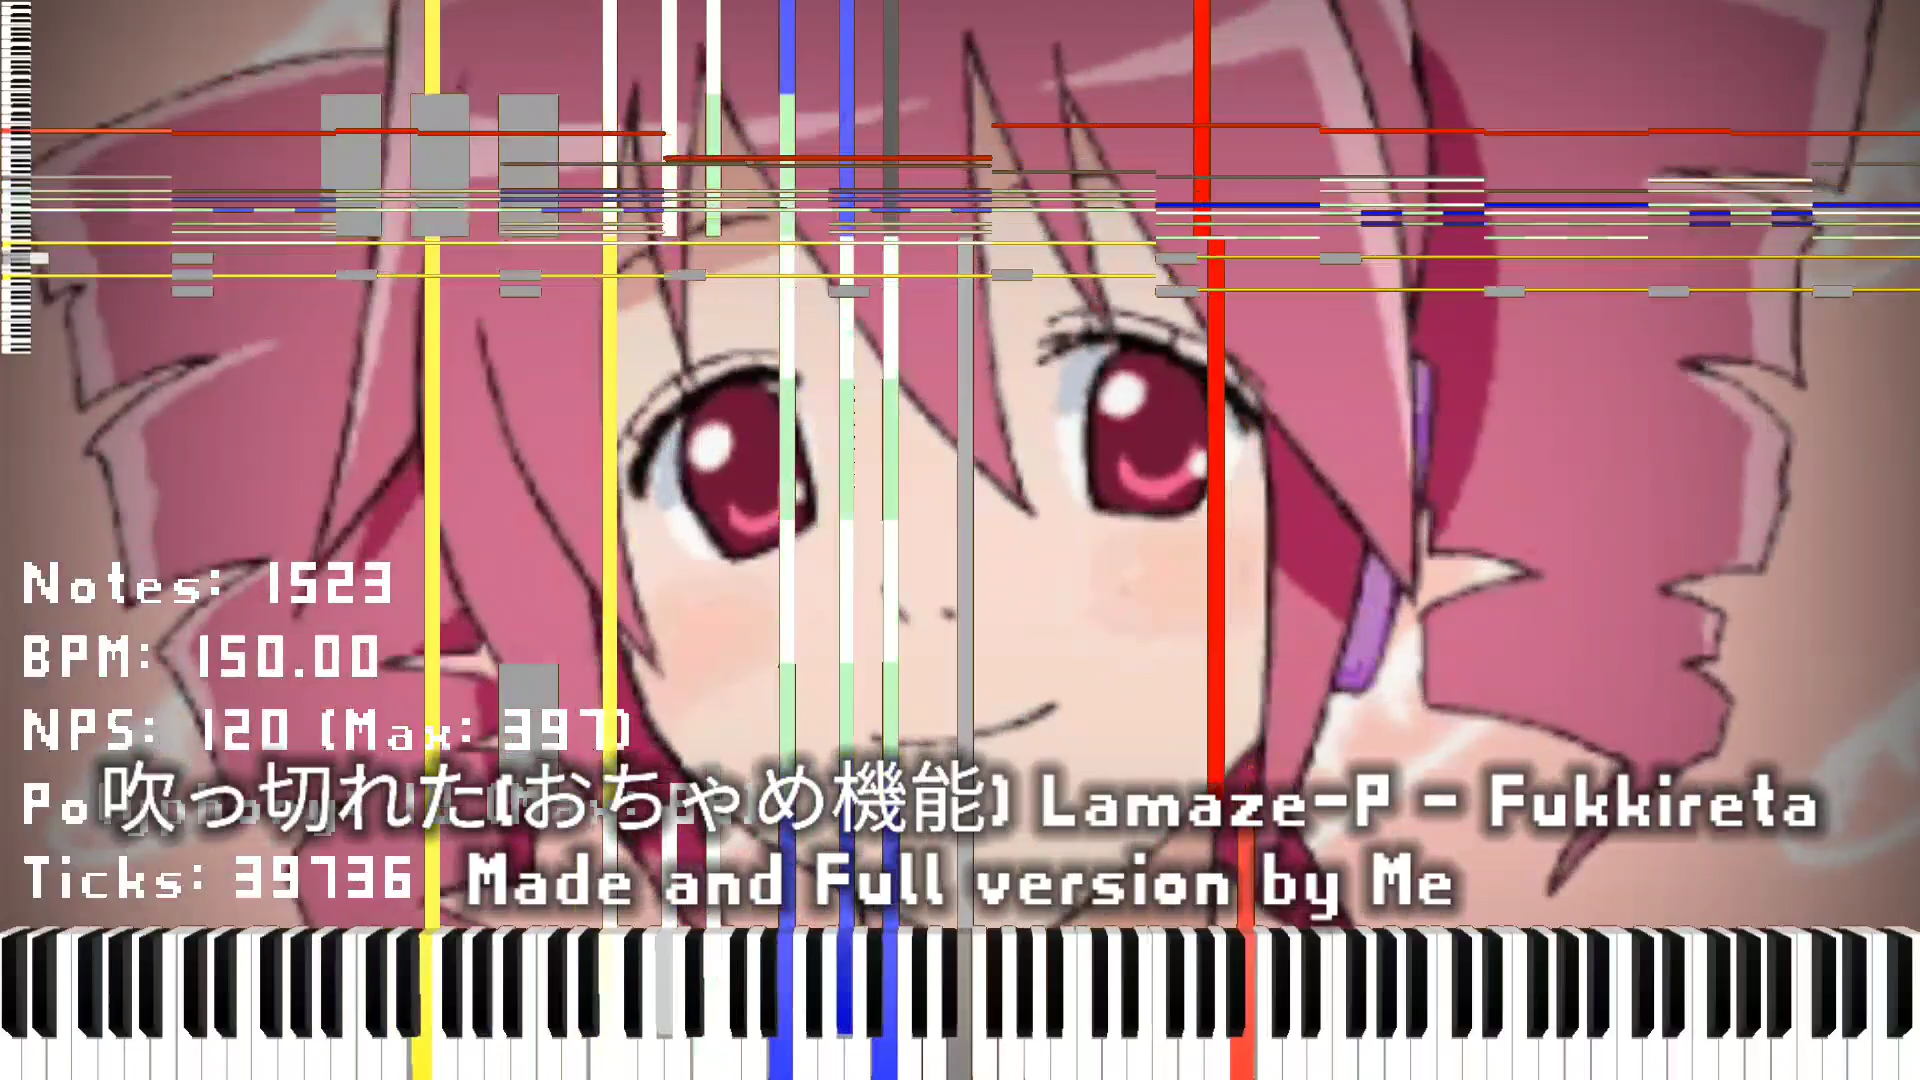 Notes: 1523
BPM: 150.00
NPS: 120 (Max: 397)
吹っ切れた(おちゃめ機能) Lamaze-P - Fukkireta
Ticks: 39736
Made and Full version by Me